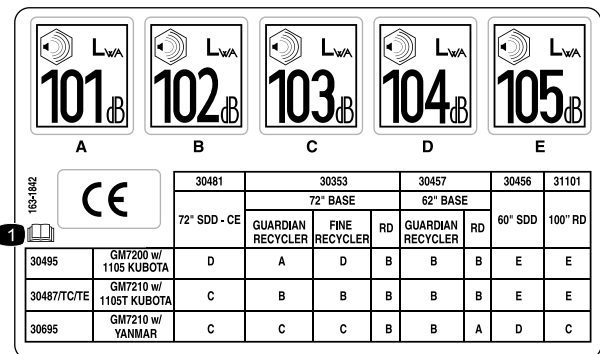 LWA LWA LWA LWA LWA
101dB 102dB 103dB 104dB 105dB
A B C D E
163-1842
CE
1
30481 30353 30457 30456 31101
72" SDD - CE 72" BASE 62" BASE 60" SDD 100" RD
GUARDIAN RECYCLER FINE RECYCLER RD GUARDIAN RECYCLER RD
30495 GM7200 w/ 1105 KUBOTA D A D B B B E E
30487/TC/TE GM7210 w/ 1105T KUBOTA C B B B B B E E
30695 GM7210 w/ YANMAR C C C B B A D C